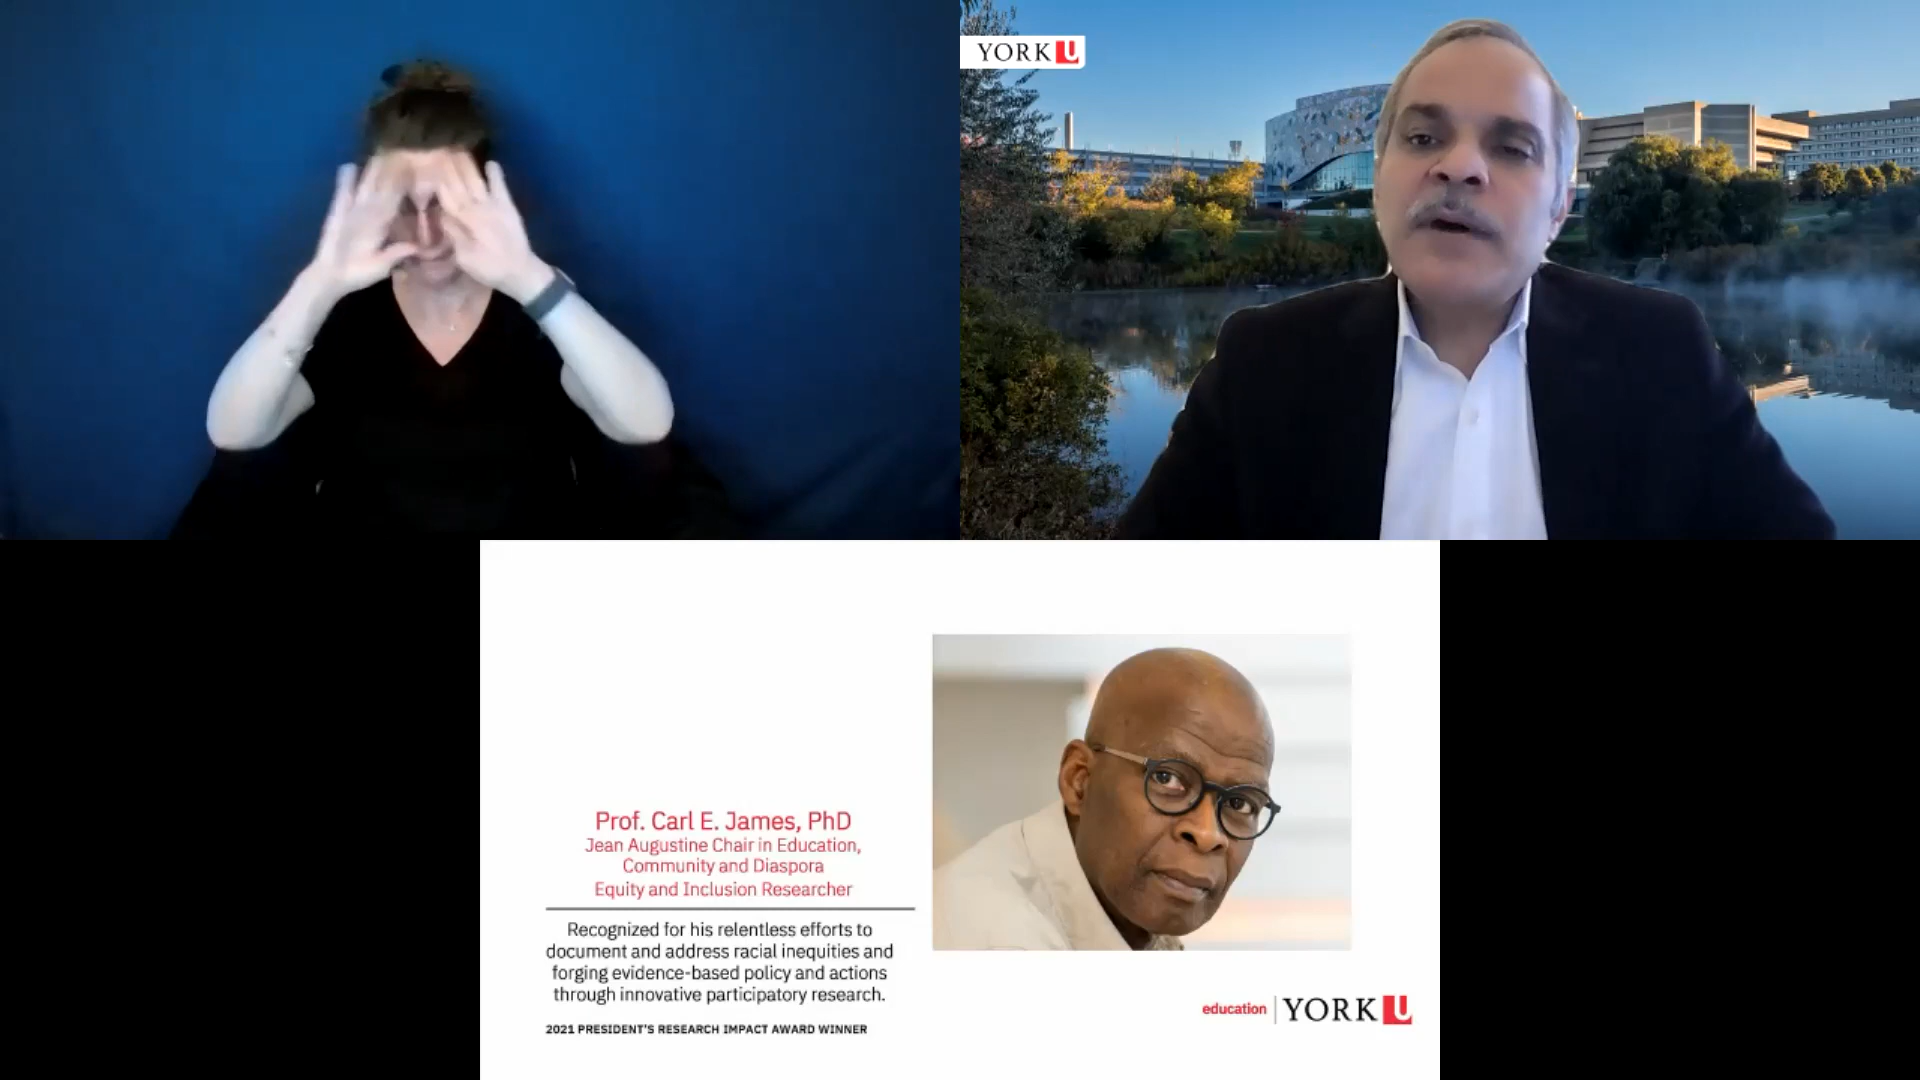 YORK U
Prof. Carl E. James, PhD
Jean Augustine Chair in Education,
Community and Diaspora
Equity and Inclusion Researcher
Recognized for his relentless efforts to
document and address racial inequities and
forging evidence-based policy and actions
through innovative participatory research.
2021 PRESIDENT'S RESEARCH IMPACT AWARD WINNER
education | YORK U